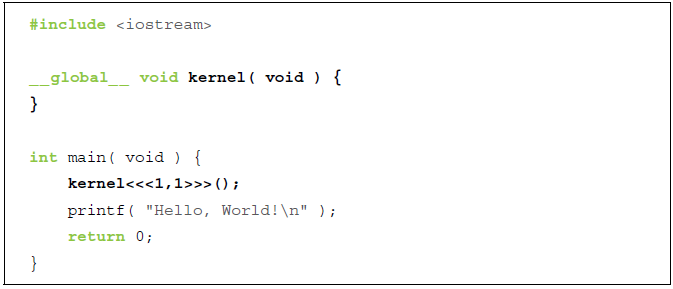 #include <iostream>
__global__ void kernel( void ) {
}
int main( void ) {
kernel<<<1,1>>>();
printf( "Hello, World!\n" );
return 0;
}